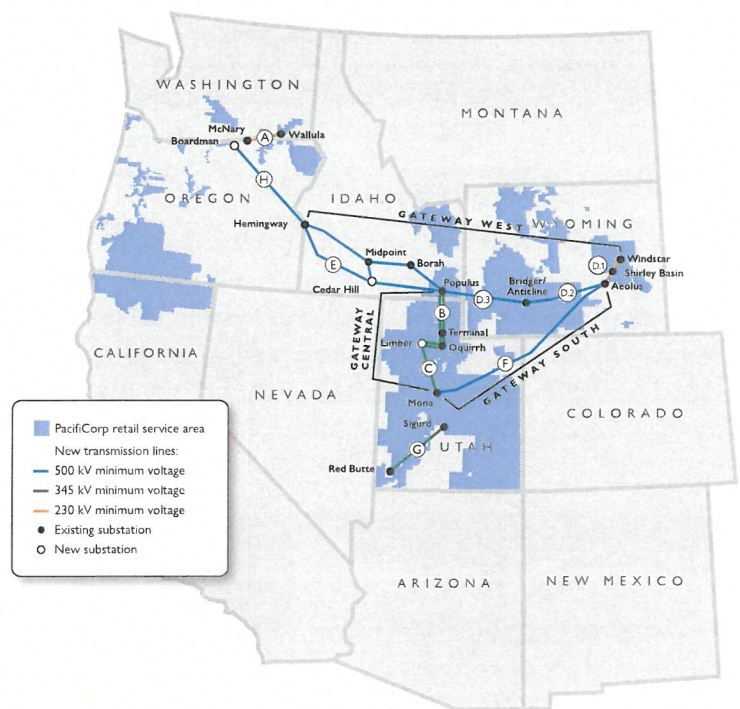 WASHINGTON
MONTANA
McNary
A
Wallula
Boardman
H
OREGON
IDAHO
GATEWAY WEST
WYOMING
Hemingway
Midpoint
Borah
E
Cedar Hill
Populus
D.3
Bridger/
Anticline
D.2
D.1
Windstar
Shirley Basin
Aeolus
GATEWAY
CENTRAL
B
Terminal
Limber
Oquirrh
C
F
GATEWAY SOUTH
CALIFORNIA
NEVADA
Mona
COLORADO
Sigurd
UTAH
G
Red Butte
PacifiCorp retail service area
New transmission lines:
500 kV minimum voltage
345 kV minimum voltage
230 kV minimum voltage
Existing substation
New substation
ARIZONA
NEW MEXICO